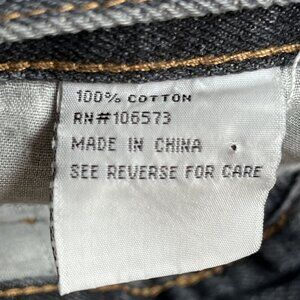 100% COTTON
RN#106573
MADE IN CHINA
SEE REVERSE FOR CARE